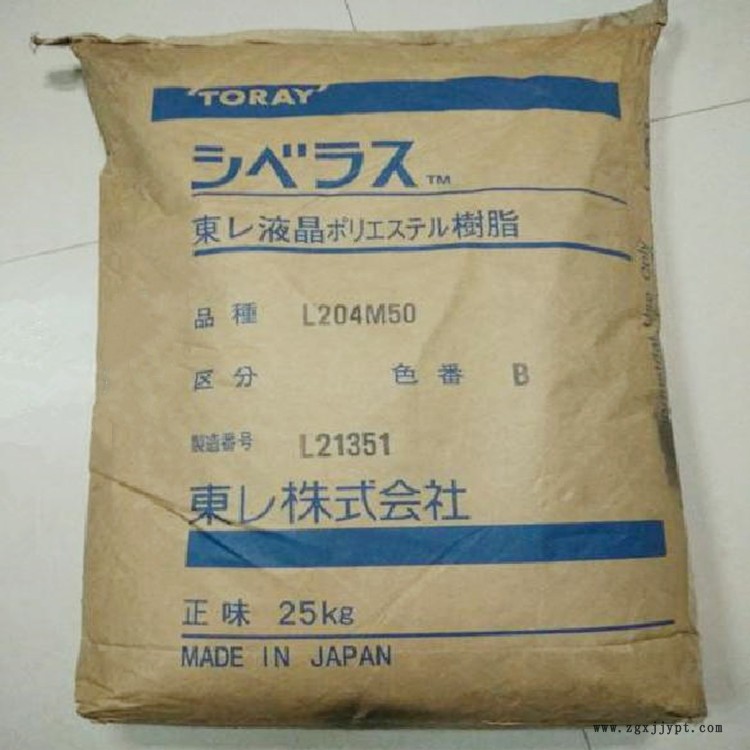 'TORAY'
シベラス™
東レ液晶ポリエステル樹脂
品種 L204M50
区分 色番 B
製造番号 L21351
東レ株式会社
正味 25kg
MADE IN JAPAN
Use Only
www.zgxjjypt.com